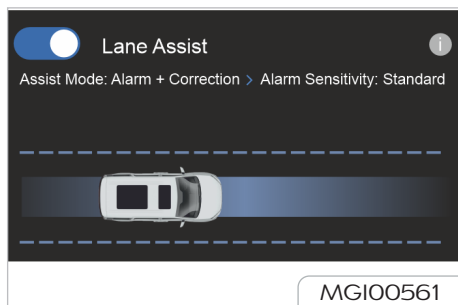 Lane Assist
Assist Mode: Alarm + Correction > Alarm Sensitivity: Standard
MGI00561